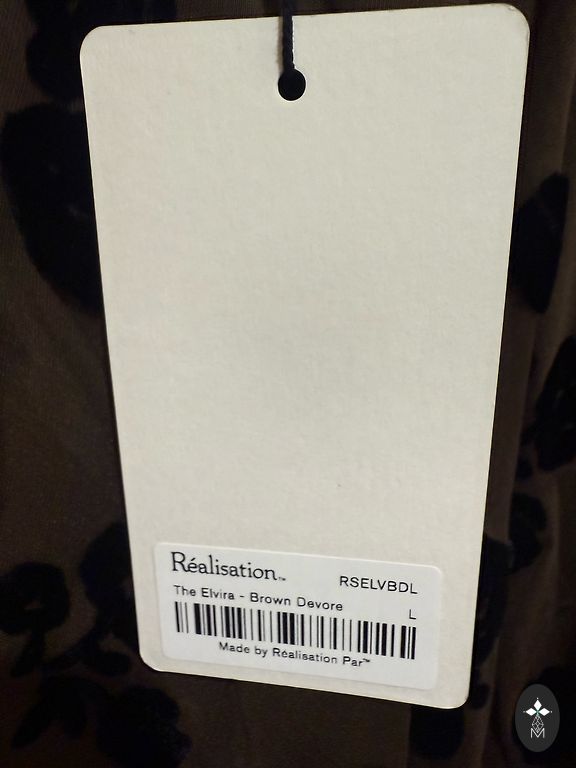 Réalisation™
RSELVBDL
The Elvira - Brown Devore
L
Made by Réalisation Par™
M